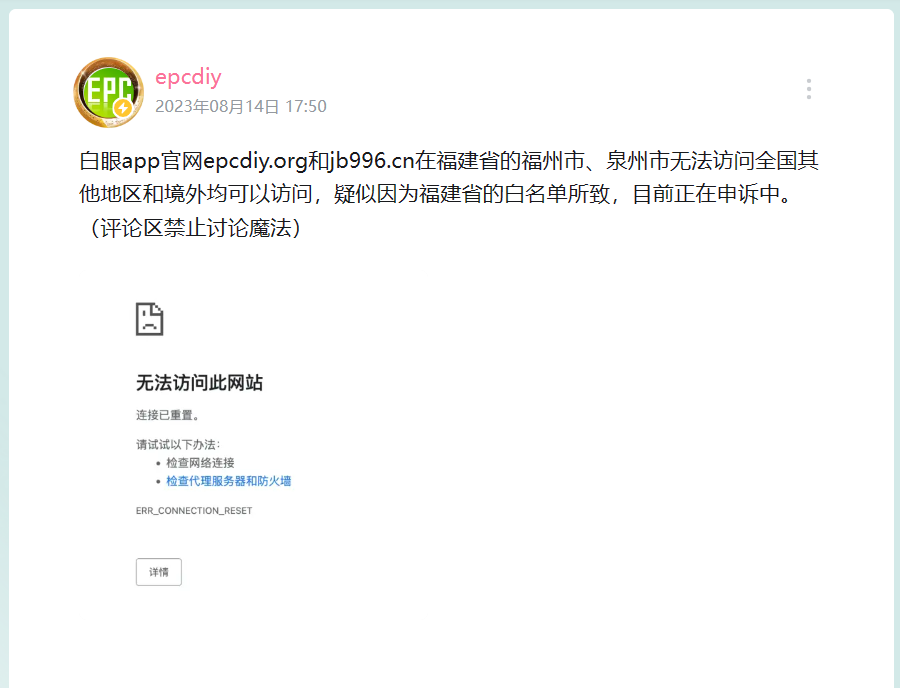 EPC
epcdiy
2023年08月14日 17:50
白眼app官网epcdiy.org和jb996.cn在福建省的福州市、泉州市无法访问全国其
他地区和境外均可以访问，疑似因为福建省的白名单所致，目前正在申诉中。
（评论区禁止讨论魔法）
无法访问此网站
连接已重置。
请试试以下办法：
• 检查网络连接
• 检查代理服务器和防火墙
ERR_CONNECTION_RESET
详情